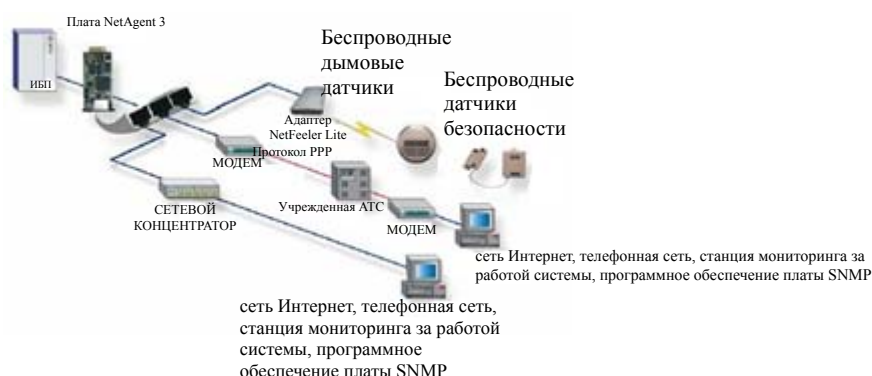 Плата NetAgent 3
ИБП
Беспроводные
дымовые
датчики
Беспроводные
датчики
безопасности
Адаптер
NetFeeler Lite
Протокол PPP
МОДЕМ
СЕТЕВОЙ
КОНЦЕНТРАТОР
Учрежденная АТС
МОДЕМ
сеть Интернет, телефонная сеть, станция мониторинга за
работой системы, программное обеспечение платы SNMP
сеть Интернет, телефонная сеть,
станция мониторинга за работой
системы, программное
обеспечение платы SNMP